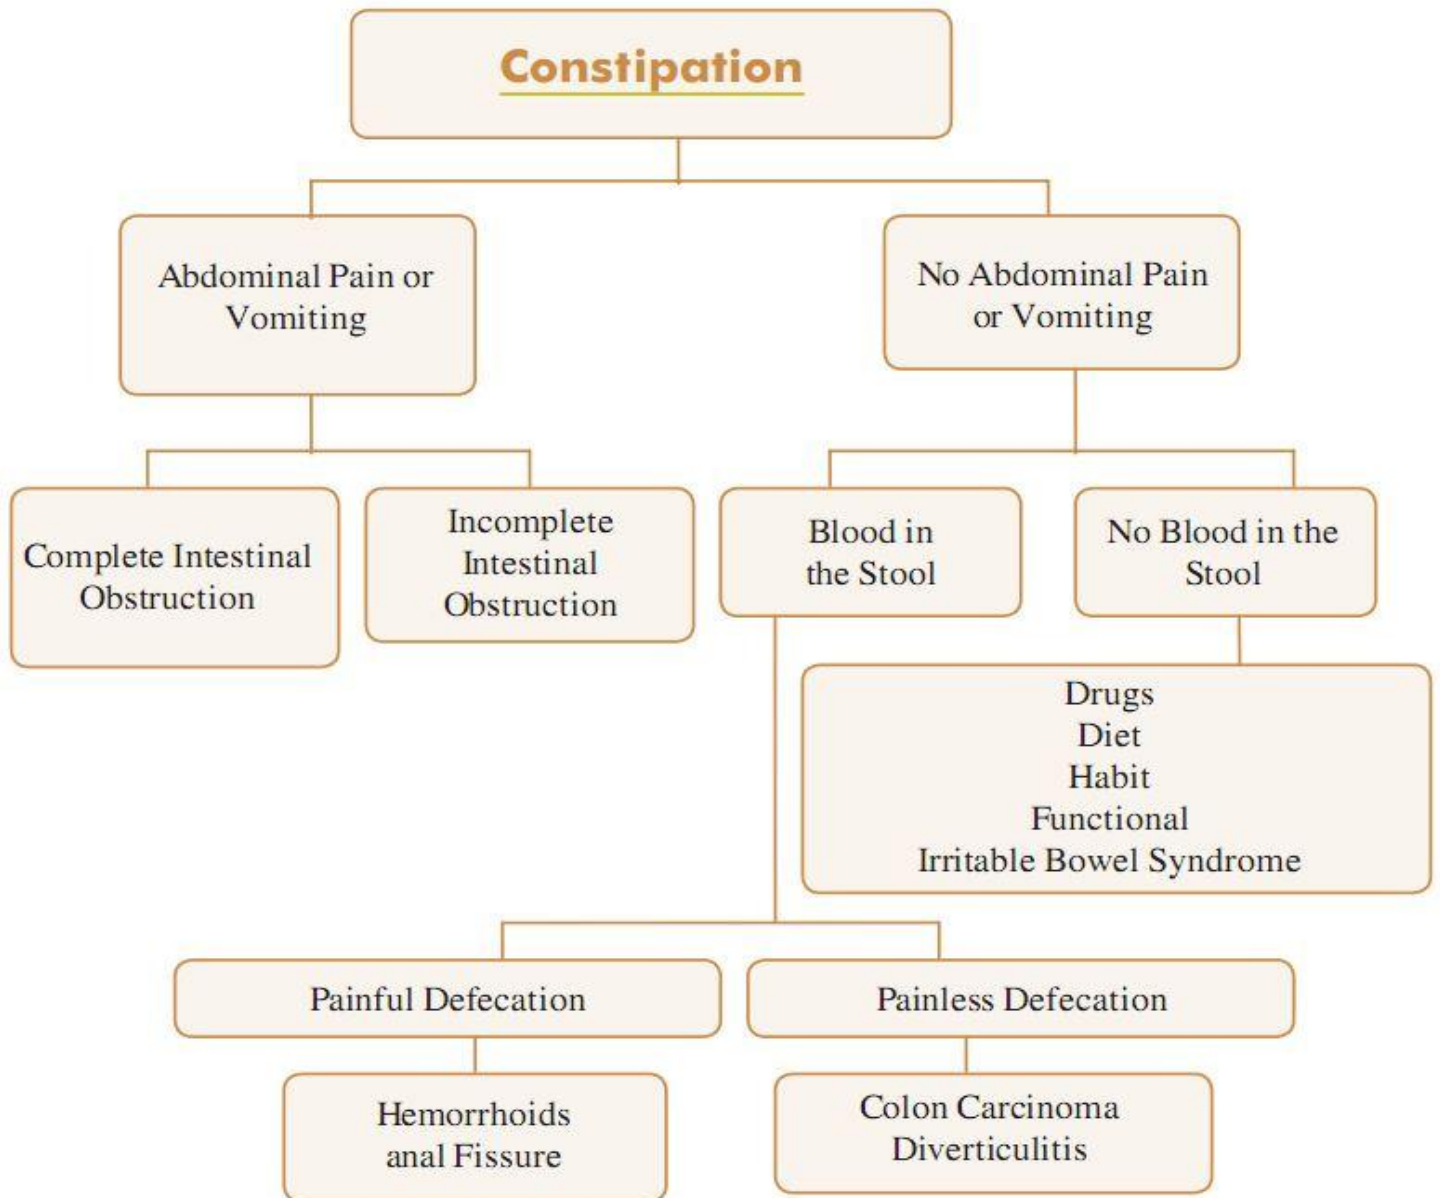 Constipation
Abdominal Pain or
Vomiting
No Abdominal Pain
or Vomiting
Complete Intestinal
Obstruction
Incomplete
Intestinal
Obstruction
Blood in
the Stool
No Blood in the
Stool
Drugs
Diet
Habit
Functional
Irritable Bowel Syndrome
Painful Defecation
Painless Defecation
Hemorrhoids
anal Fissure
Colon Carcinoma
Diverticulitis